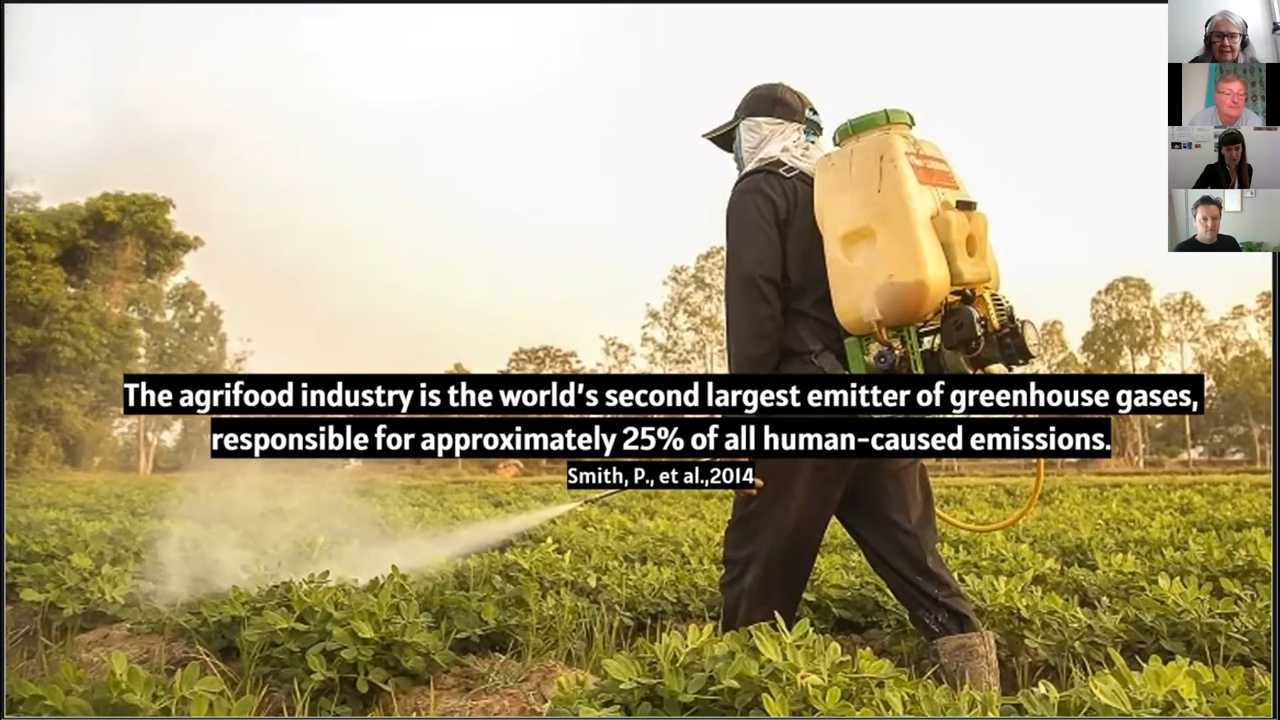 The agrifood industry is the world's second largest emitter of greenhouse gases,
responsible for approximately 25% of all human-caused emissions.
Smith, P., et al.,2014